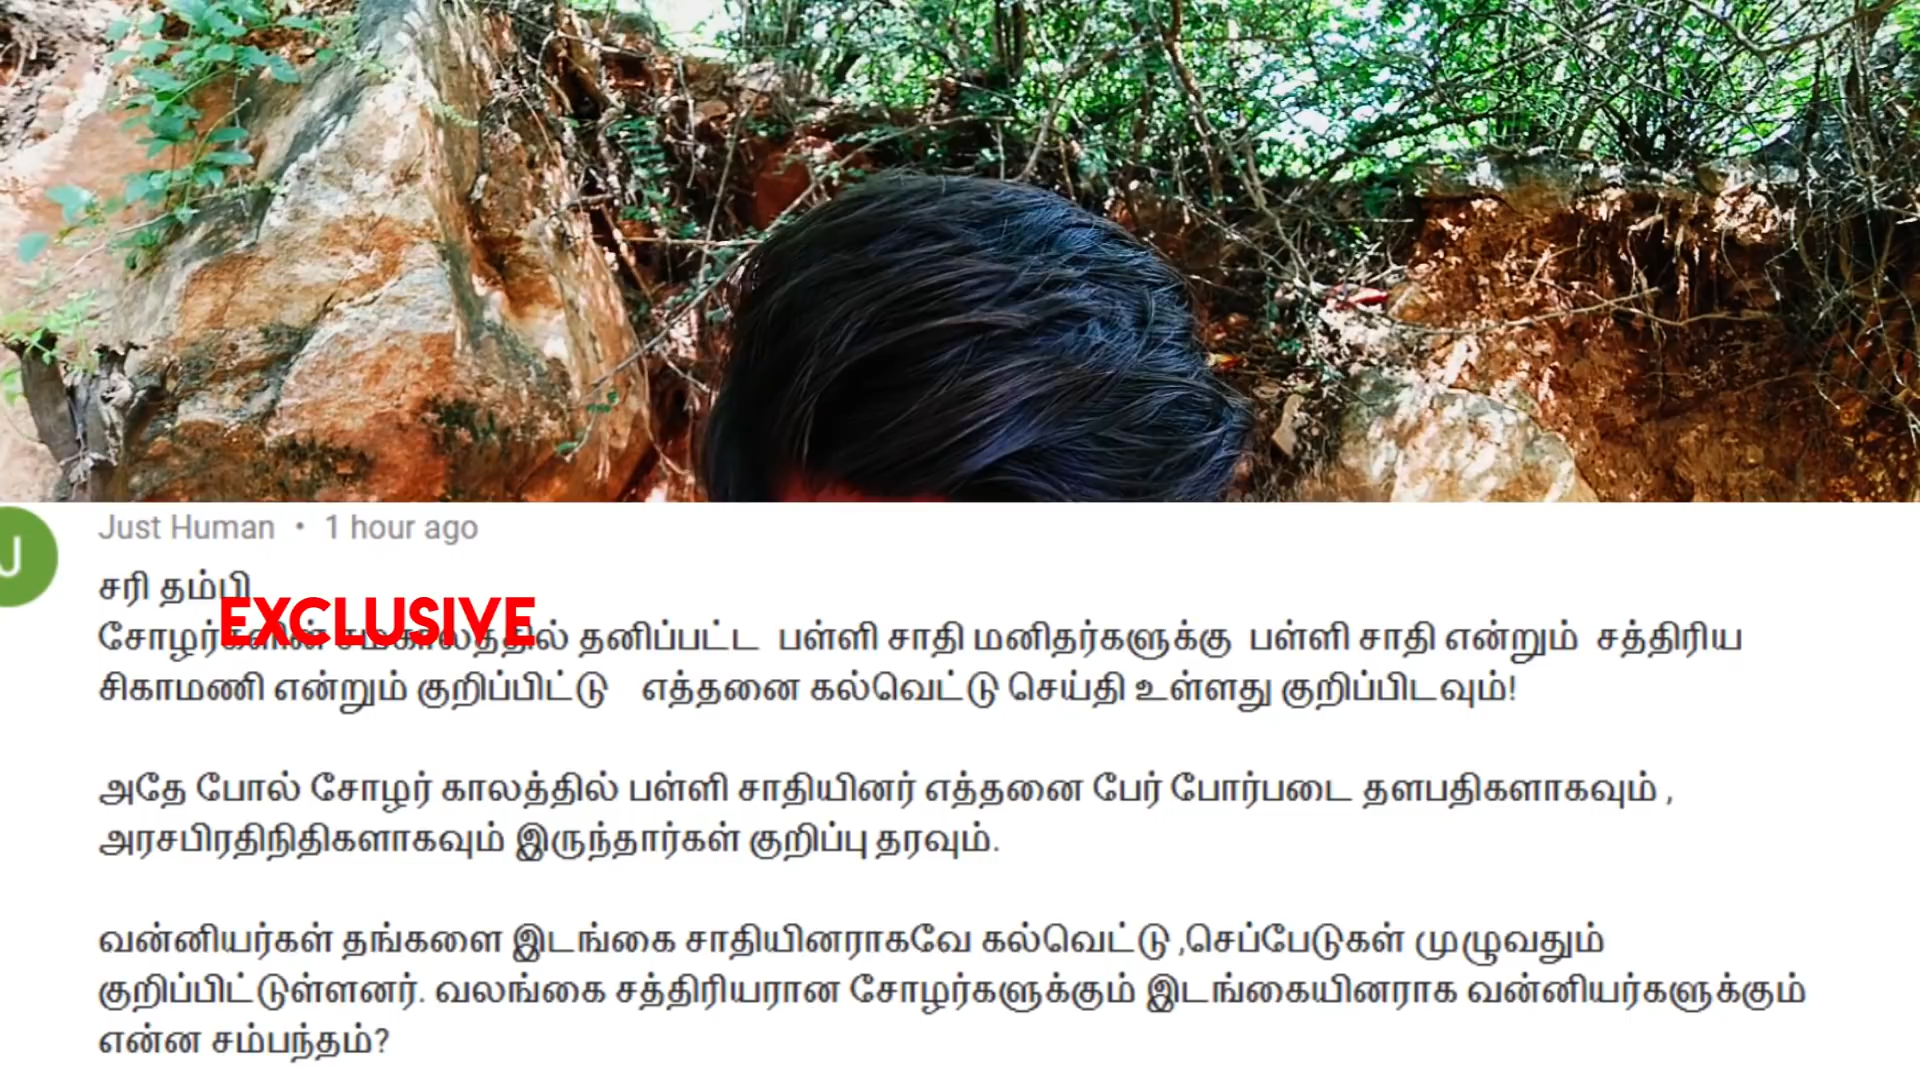 J
Just Human • 1 hour ago
சரி தம்பி
EXCLUSIVE
சோழர்களின் சமகாலத்தில் தனிப்பட்ட பள்ளி சாதி மனிதர்களுக்கு பள்ளி சாதி என்றும் சத்திரிய
சிகாமணி என்றும் குறிப்பிட்டு எத்தனை கல்வெட்டு செய்தி உள்ளது குறிப்பிடவும்!
அதே போல் சோழர் காலத்தில் பள்ளி சாதியினர் எத்தனை பேர் போர்படை தளபதிகளாகவும் ,
அரசபிரதிநிதிகளாகவும் இருந்தார்கள் குறிப்பு தரவும்.
வன்னியர்கள் தங்களை இடங்கை சாதியினராகவே கல்வெட்டு ,செப்பேடுகள் முழுவதும்
குறிப்பிட்டுள்ளனர். வலங்கை சத்திரியரான சோழர்களுக்கும் இடங்கையினராக வன்னியர்களுக்கும்
என்ன சம்பந்தம்?